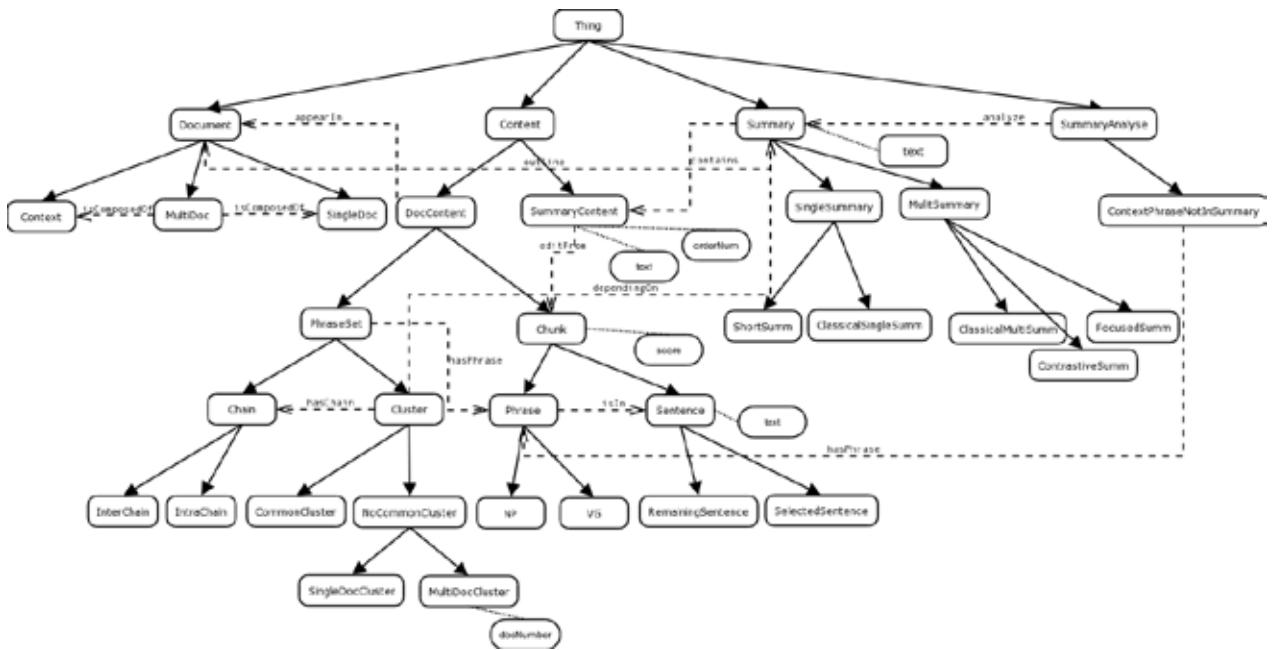 Thing
Document
appearIn
Content
Summary
analyze
SummaryAnalyse
text
outline
contains
Context
isComposedOf
MultiDoc
isComposedOf
SingleDoc
DocContent
SummaryContent
SingleSummary
MulitSummary
ContextPhraseNotInSummary
orderNum
editFrom
text
dependingOn
PhraseSet
Chunk
ShortSumm
ClassicalSingleSumm
ClassicalMultiSumm
FocusedSumm
score
ContrastiveSumm
hasPhrase
Chain
hasChain
Cluster
Phrase
isIn
Sentence
text
hasPhrase
InterChain
IntraChain
CommonCluster
NoCommonCluster
NP
VG
RemainingSentence
SelectedSentence
SingleDocCluster
MultiDocCluster
docNumber